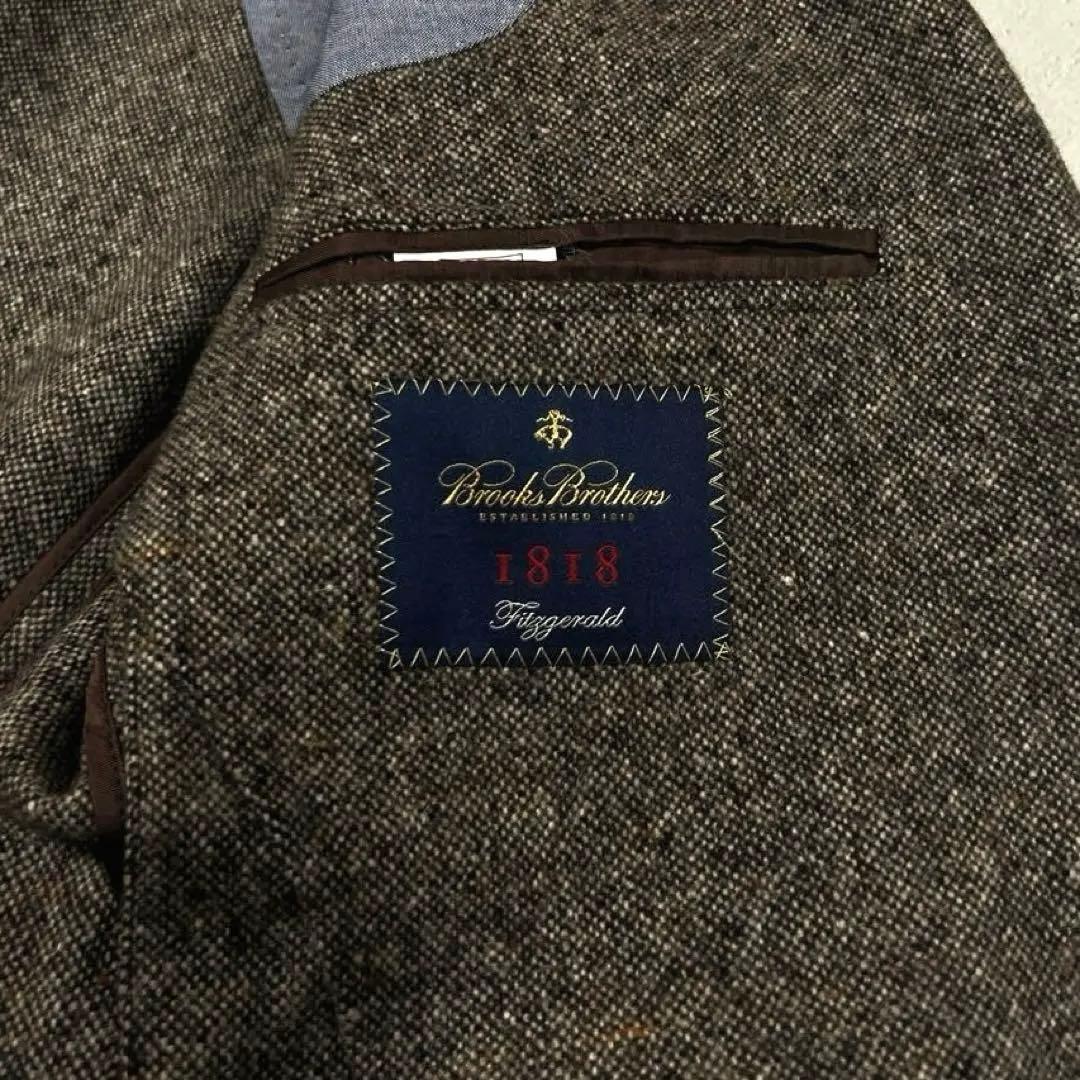 Brooks Brothers
ESTABLISHED 1818
1818
Fitzgerald